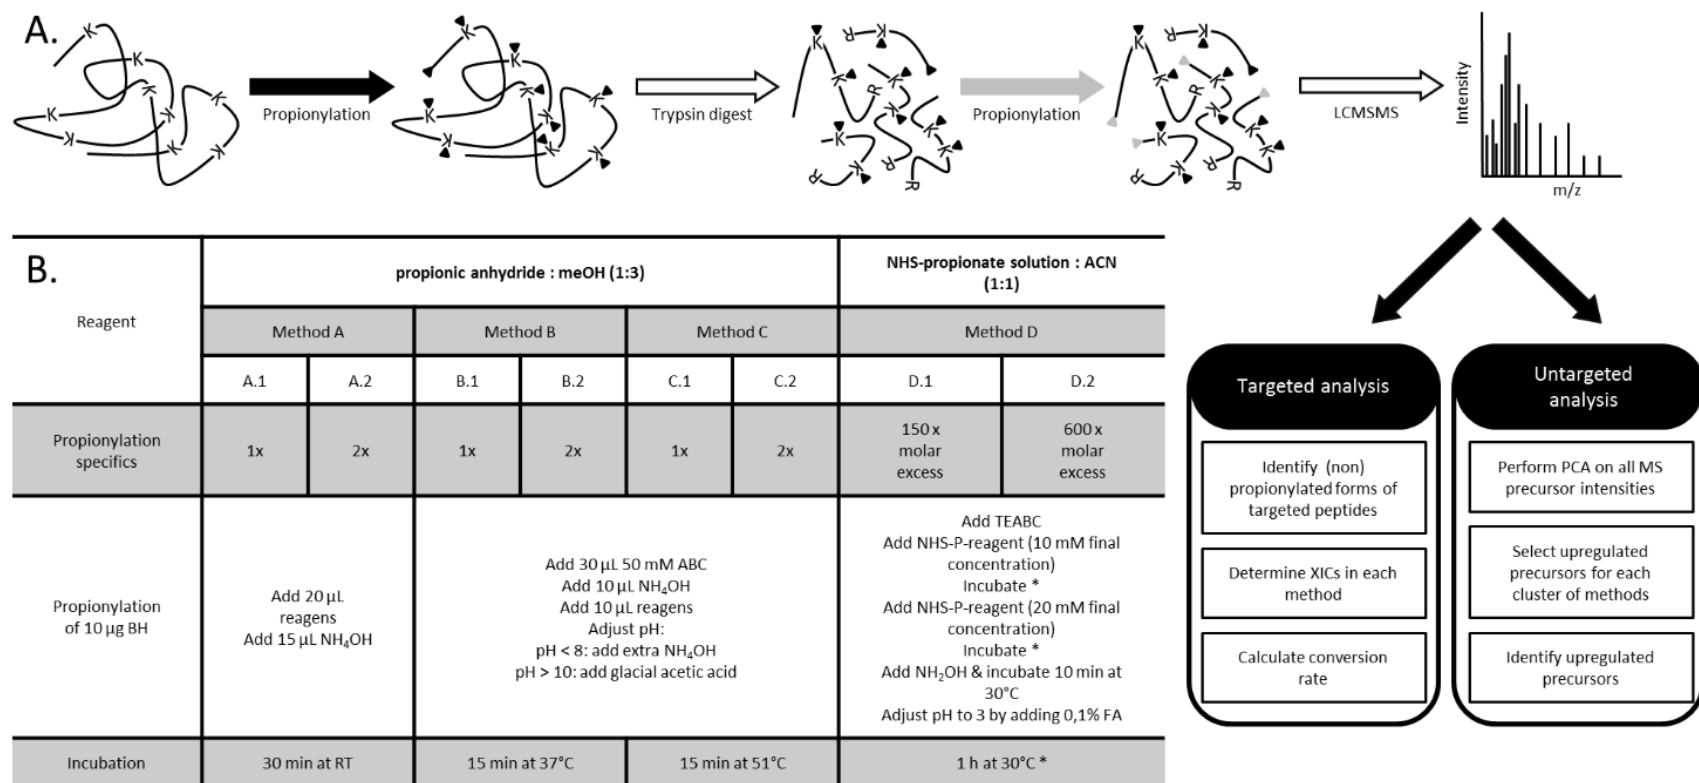 A.
K
K
K
K
K
K
K
K
K
Propionylation
K
K
K
K
K
K
K
K
K
Trypsin digest
K
R
K
K
K
R
K
K
K
R
K
R
R
K
Propionylation
K
R
K
K
K
R
K
K
K
R
K
R
R
K
LCMSMS
Intensity
m/z
B.
Reagent
propionic anhydride : meOH (1:3)
NHS-propionate solution : ACN
(1:1)
Method A
Method B
Method C
Method D
A.1
A.2
B.1
B.2
C.1
C.2
D.1
D.2
Propionylation
specifics
1x
2x
1x
2x
1x
2x
150 x
molar
excess
600 x
molar
excess
Propionylation
of 10 µg BH
Add 20 µL
reagens
Add 15 µL NH₄OH
Add 30 µL 50 mM ABC
Add 10 µL NH₄OH
Add 10 µL reagens
Adjust pH:
pH < 8: add extra NH₄OH
pH > 10: add glacial acetic acid
Add TEABC
Add NHS-P-reagent (10 mM final
concentration)
Incubate *
Add NHS-P-reagent (20 mM final
concentration)
Incubate *
Add NH₂OH & incubate 10 min at
30°C
Adjust pH to 3 by adding 0,1% FA
Incubation
30 min at RT
15 min at 37°C
15 min at 51°C
1 h at 30°C *
Targeted analysis
Identify (non)
propionylated forms of
targeted peptides
Determine XICs in each
method
Calculate conversion
rate
Untargeted
analysis
Perform PCA on all MS
precursor intensities
Select upregulated
precursors for each
cluster of methods
Identify upregulated
precursors